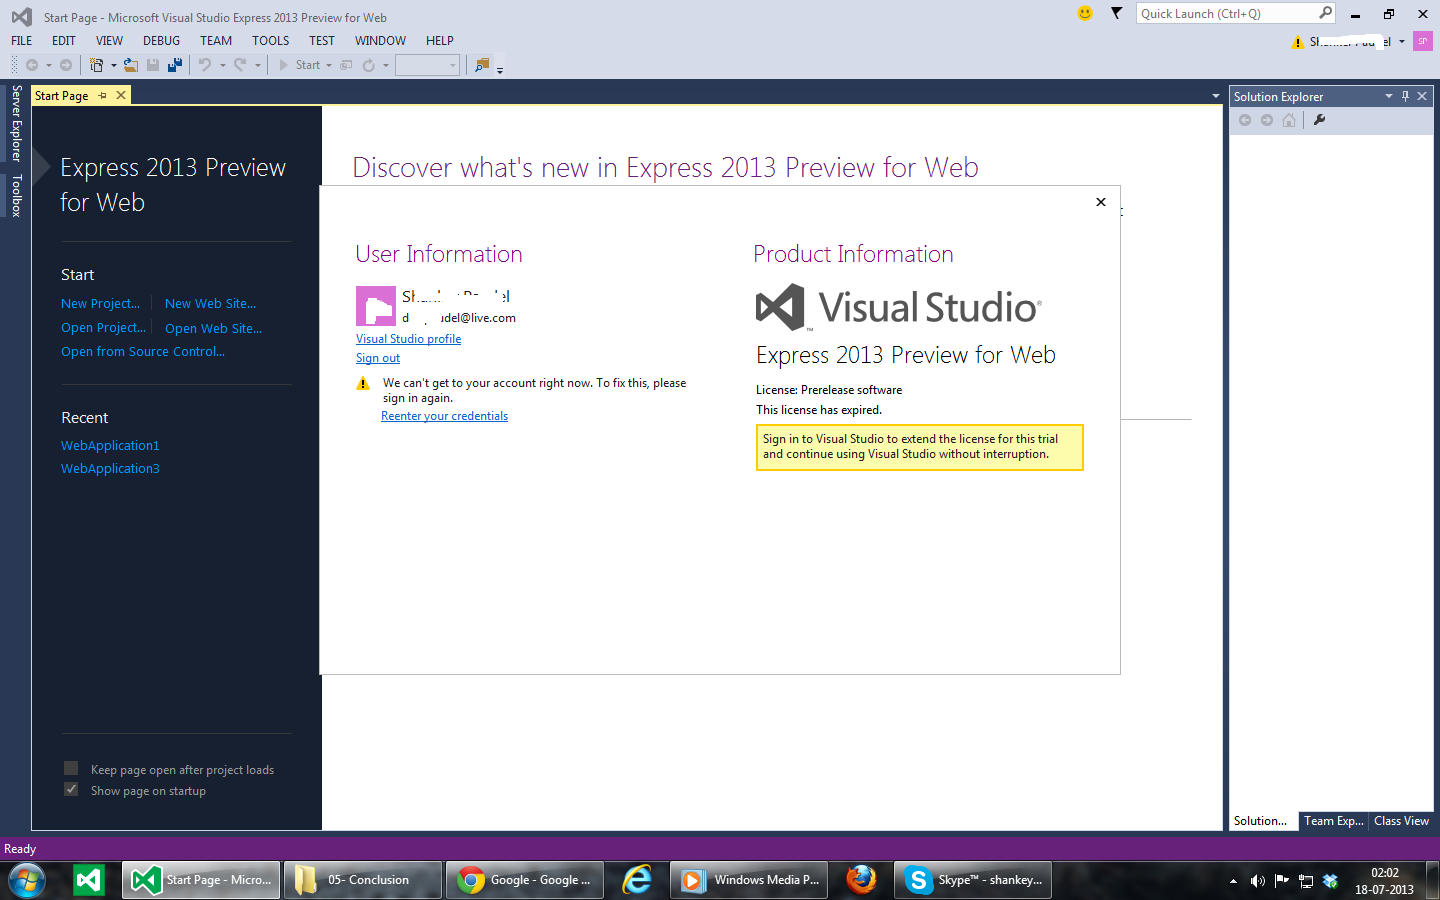 Start Page - Microsoft Visual Studio Express 2013 Preview for Web
Quick Launch (Ctrl+Q)
FILE EDIT VIEW DEBUG TEAM TOOLS TEST WINDOW HELP
SP
Start
Server Explorer
Toolbox
Start Page
Solution Explorer
Express 2013 Preview
for Web
Start
New Project... New Web Site...
Open Project... Open Web Site...
Open from Source Control...
Recent
WebApplication1
WebApplication3
Keep page open after project loads
Show page on startup
Discover what's new in Express 2013 Preview for Web
User Information
@live.com
Visual Studio profile
Sign out
We can't get to your account right now. To fix this, please
sign in again.
Reenter your credentials
Product Information
Visual Studio®
™
Express 2013 Preview for Web
License: Prerelease software
This license has expired.
Sign in to Visual Studio to extend the license for this trial
and continue using Visual Studio without interruption.
Solution... Team Exp... Class View
Ready
Start Page - Micro... 05- Conclusion Google - Google ... Windows Media P... Skype™ - shankey...
02:02
18-07-2013